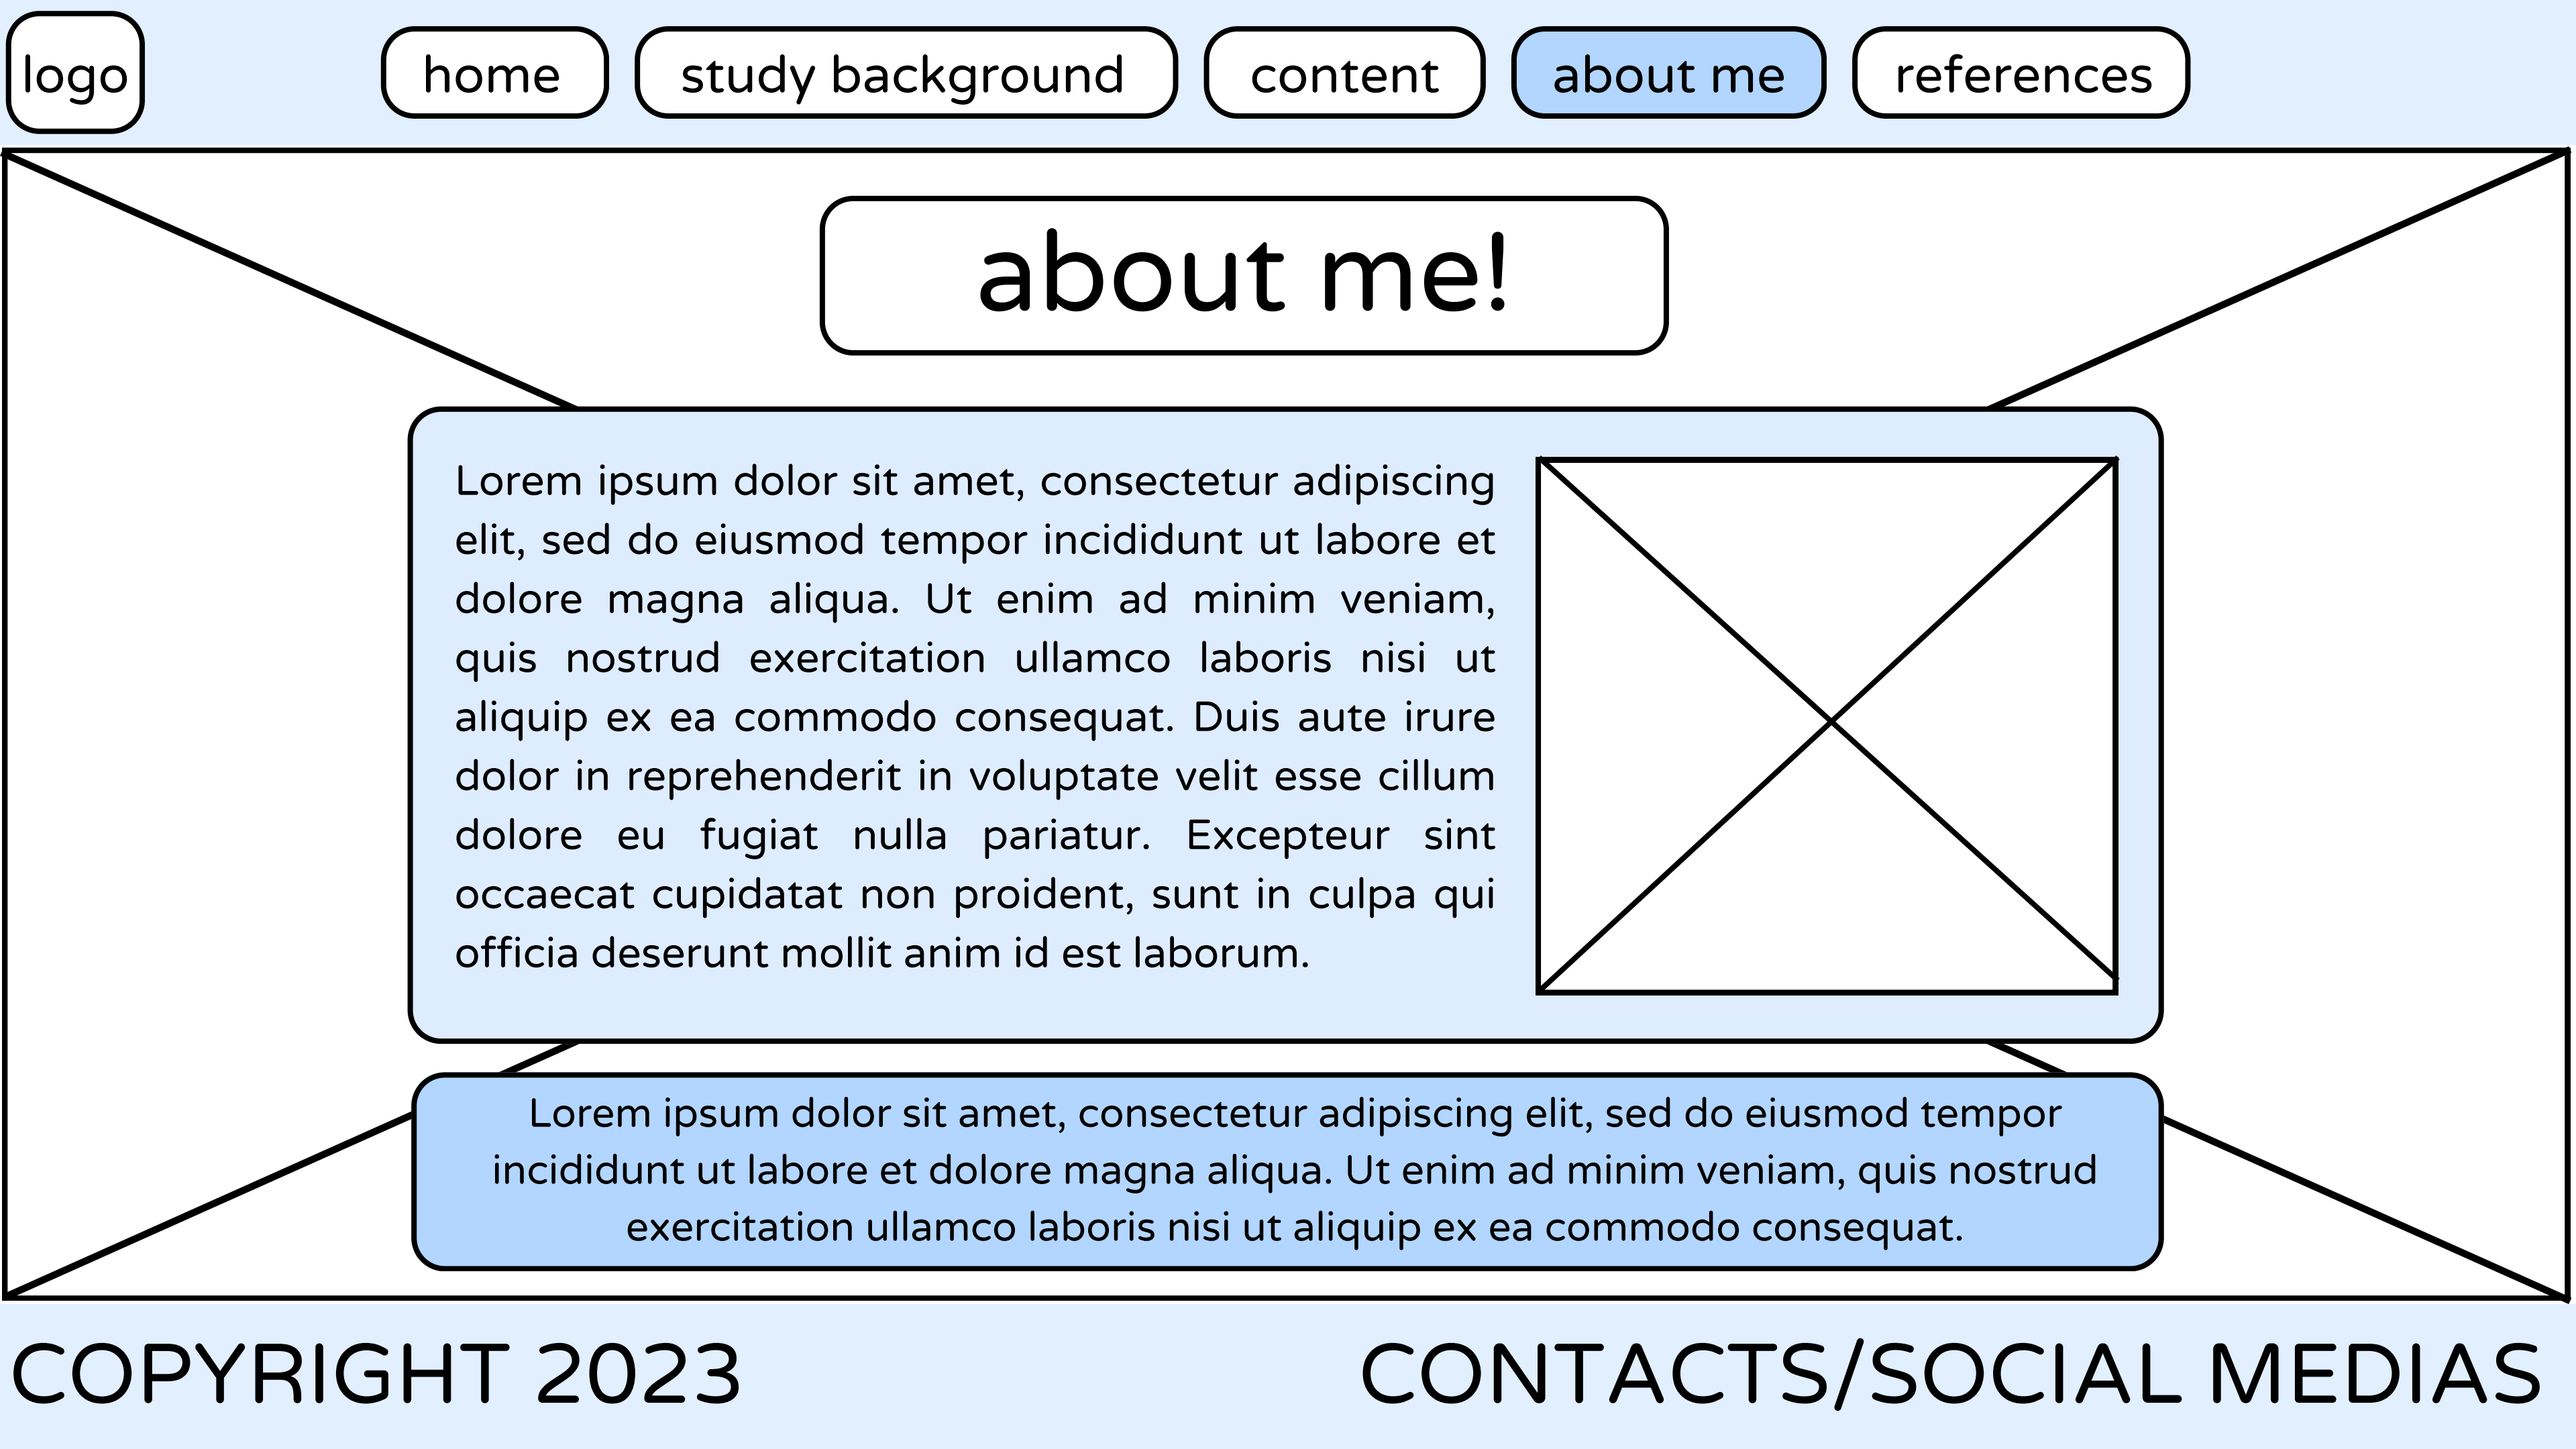 logo
home
study background
content
about me
references
about me!
Lorem ipsum dolor sit amet, consectetur adipiscing
elit, sed do eiusmod tempor incididunt ut labore et
dolore magna aliqua. Ut enim ad minim veniam,
quis nostrud exercitation ullamco laboris nisi ut
aliquip ex ea commodo consequat. Duis aute irure
dolor in reprehenderit in voluptate velit esse cillum
dolore eu fugiat nulla pariatur. Excepteur sint
occaecat cupidatat non proident, sunt in culpa qui
officia deserunt mollit anim id est laborum.
Lorem ipsum dolor sit amet, consectetur adipiscing elit, sed do eiusmod tempor
incididunt ut labore et dolore magna aliqua. Ut enim ad minim veniam, quis nostrud
exercitation ullamco laboris nisi ut aliquip ex ea commodo consequat.
COPYRIGHT 2023
CONTACTS/SOCIAL MEDIAS